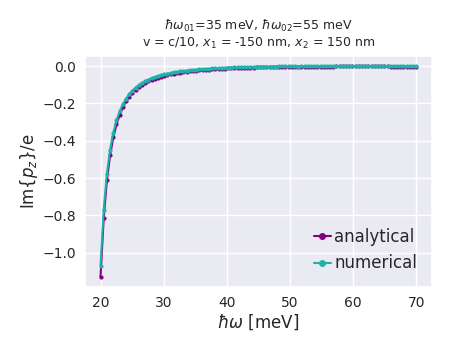 ħω₀₁=35 meV, ħω₀₂=55 meV
v = c/10, x₁ = -150 nm, x₂ = 150 nm
0.0
−0.2
−0.4
−0.6
−0.8
−1.0
Im{p_z}/e
analytical
numerical
20 30 40 50 60 70
ħω [meV]